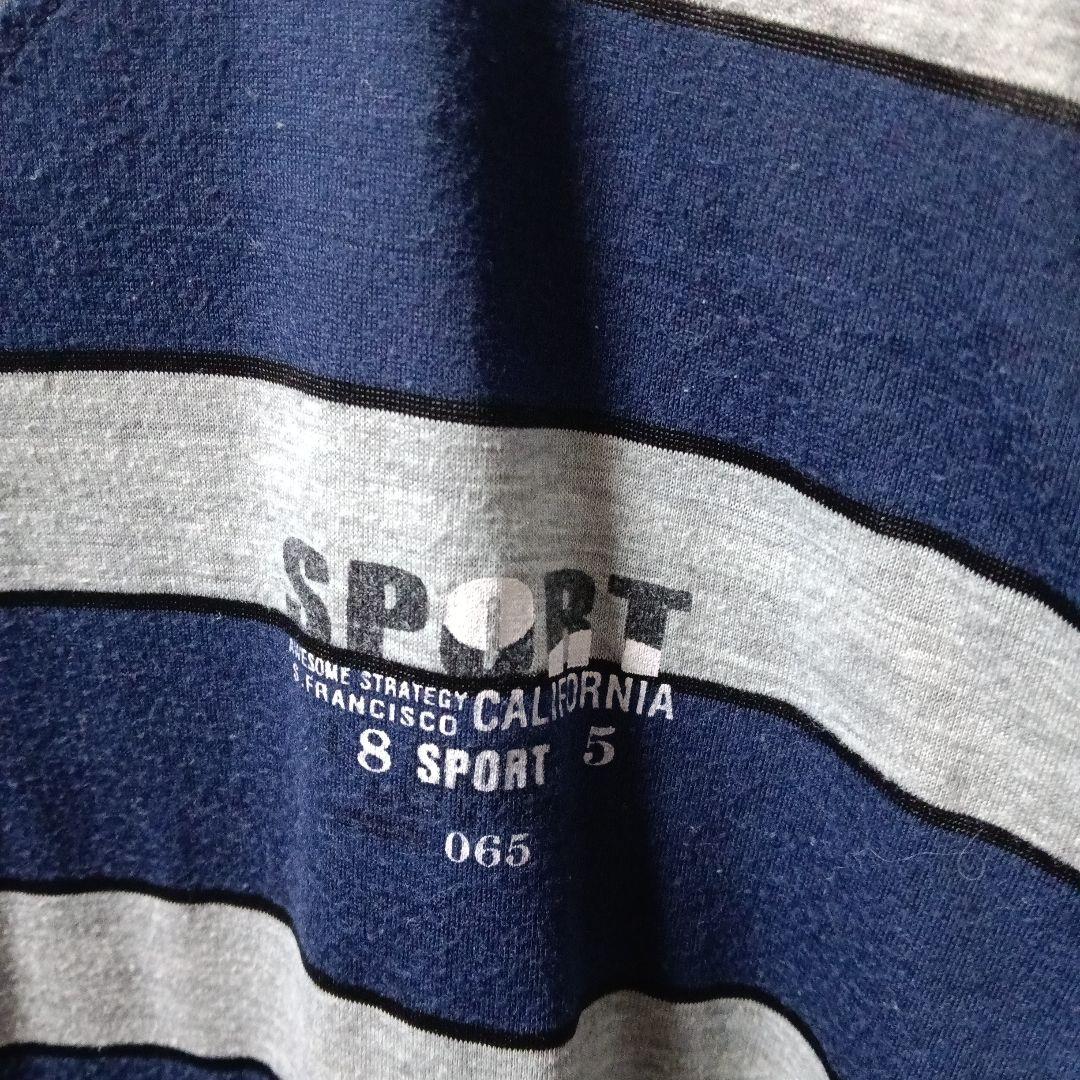 SPORT
AWESOME STRATEGY
S.FRANCISCO CALIFORNIA
8 SPORT 5
065